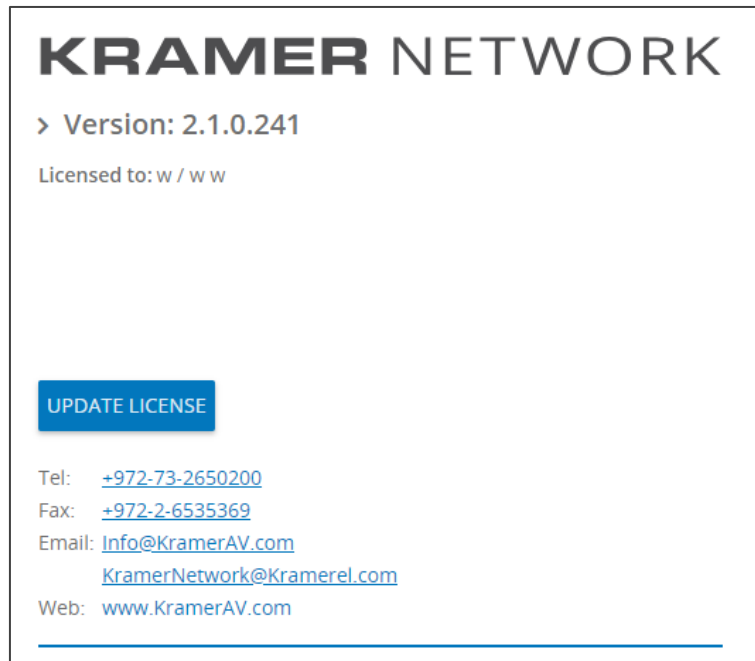 KRAMER NETWORK
> Version: 2.1.0.241
Licensed to: w / w w
UPDATE LICENSE
Tel: +972-73-2650200
Fax: +972-2-6535369
Email: Info@KramerAV.com
KramerNetwork@Kramerel.com
Web: www.KramerAV.com